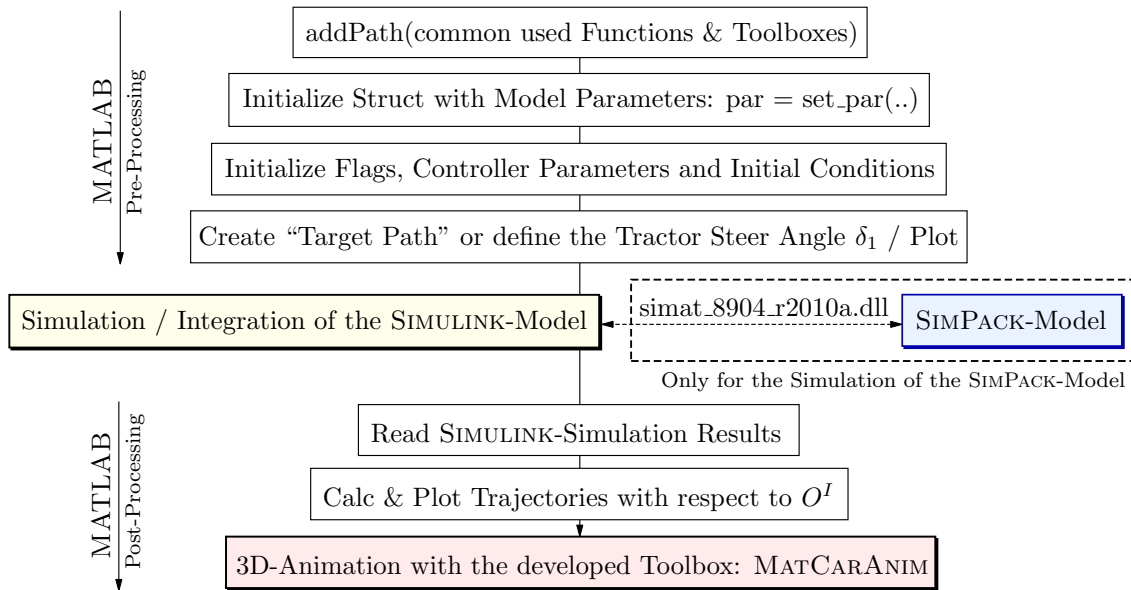 addPath(common used Functions & Toolboxes)
MATLAB
Pre-Processing
Initialize Struct with Model Parameters: par = set_par(..)
Initialize Flags, Controller Parameters and Initial Conditions
Create “Target Path” or define the Tractor Steer Angle δ₁ / Plot
Simulation / Integration of the SIMULINK-Model
simat_8904_r2010a.dll
SIMPACK-Model
Only for the Simulation of the SIMPACK-Model
MATLAB
Post-Processing
Read SIMULINK-Simulation Results
Calc & Plot Trajectories with respect to Oᴵ
3D-Animation with the developed Toolbox: MATCARANIM